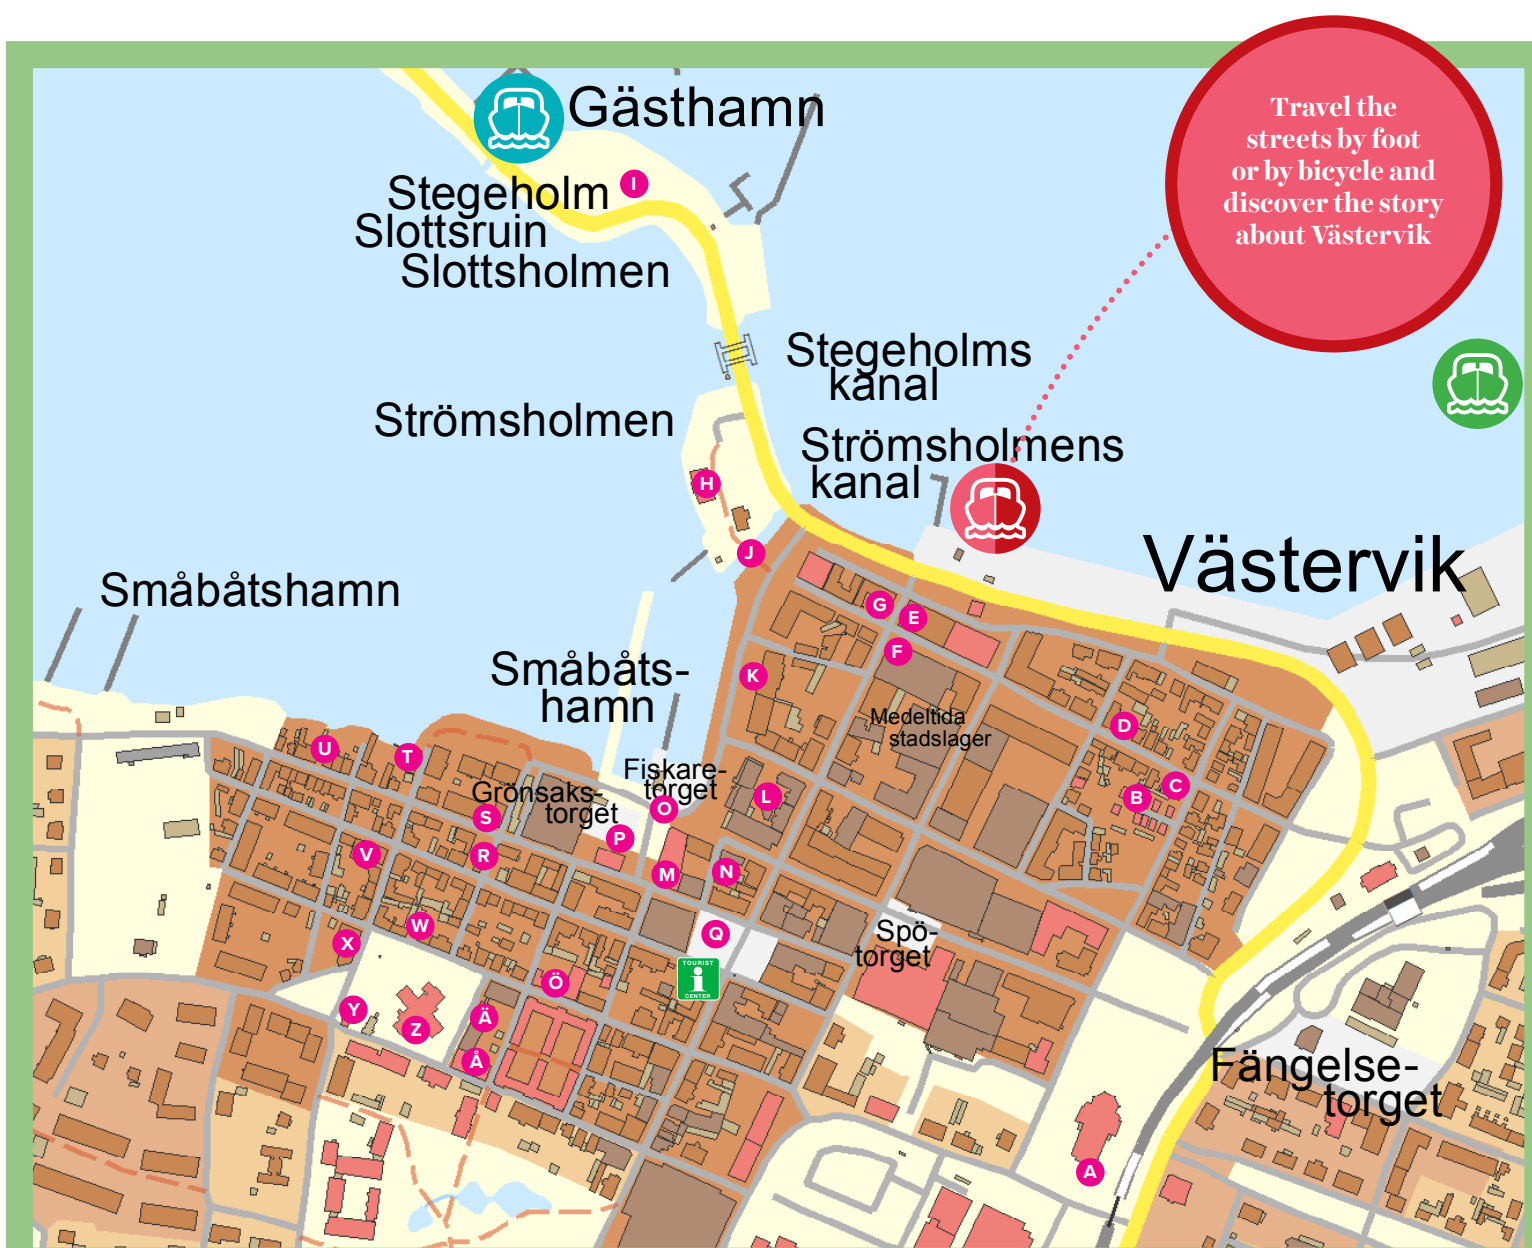 Travel the
streets by foot
or by bicycle and
discover the story
about Västervik
Gästhamn
I
Stegeholm
Slottsruin
Slottsholmen
Stegeholms
kanal
Strömsholmen
Strömsholmens
kanal
H
J
Västervik
Småbåtshamn
G
E
F
Småbåts-
hamn
K
Medeltida
stadslager
D
U
T
Fiskare-
torget
Grönsaks-
torget
L
C
B
O
S
P
V
R
M
N
W
X
Q
Spö-
torget
TOURIST
i
CENTER
Ö
Y
Z
Ä
Å
Fängelse-
torget
A